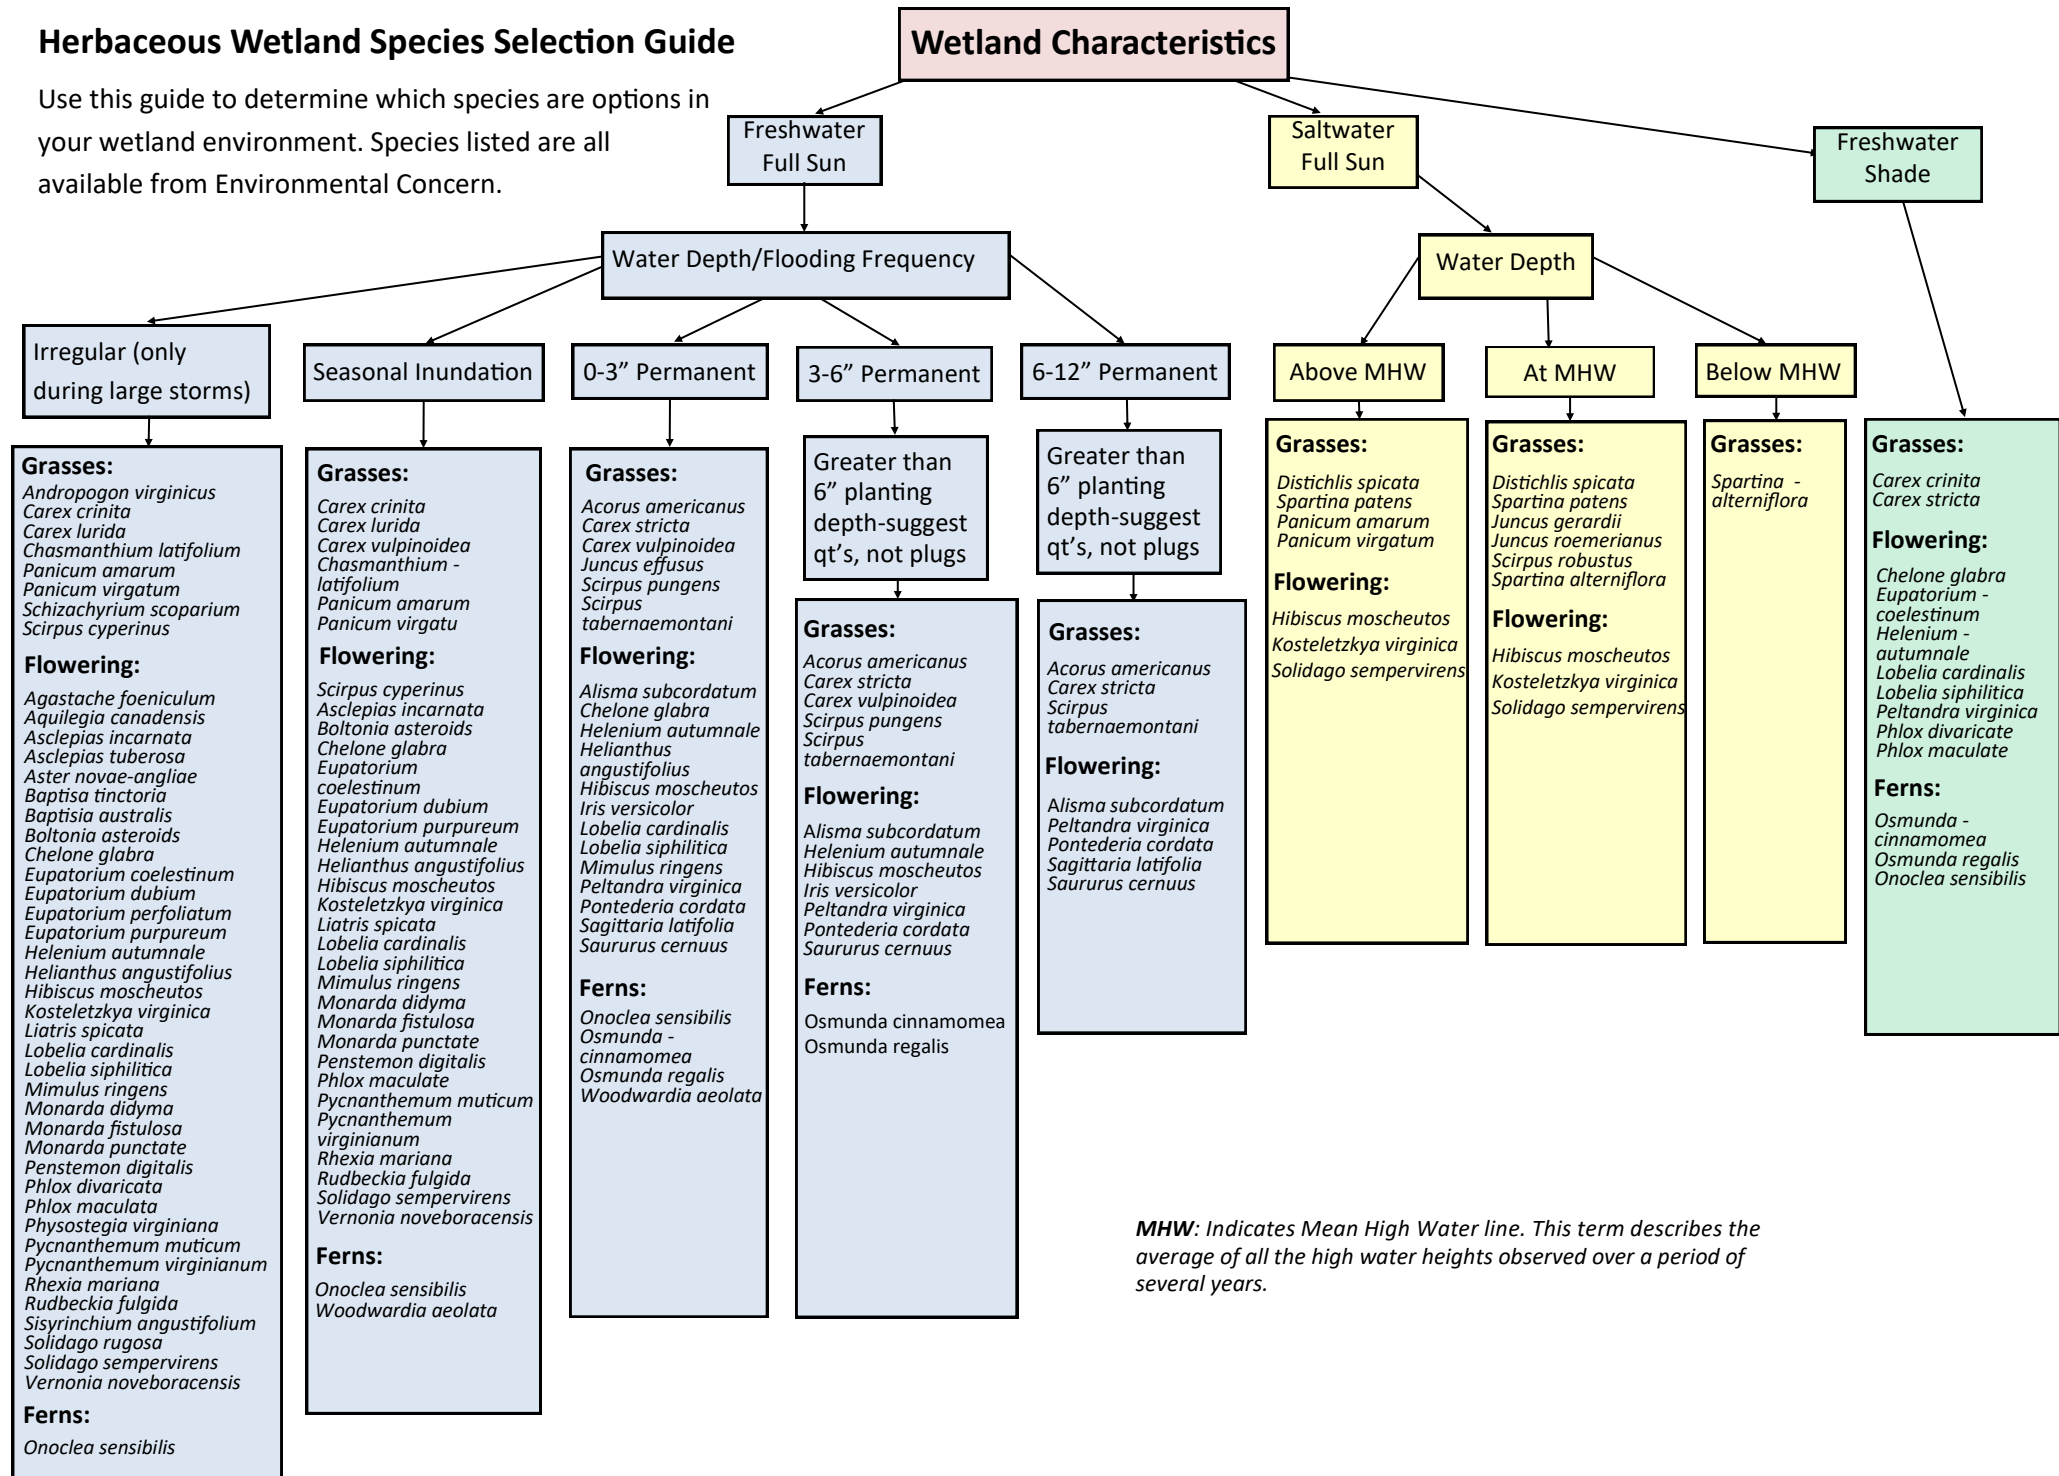 Herbaceous Wetland Species Selection Guide
Use this guide to determine which species are options in
your wetland environment. Species listed are all
available from Environmental Concern.
Wetland Characteristics
Freshwater
Full Sun
Saltwater
Full Sun
Freshwater
Shade
Water Depth/Flooding Frequency
Water Depth
Irregular (only
during large storms)
Seasonal Inundation
0-3” Permanent
3-6” Permanent
6-12” Permanent
Above MHW
At MHW
Below MHW
Grasses:
Andropogon virginicus
Carex crinita
Carex lurida
Chasmanthium latifolium
Panicum amarum
Panicum virgatum
Schizachyrium scoparium
Scirpus cyperinus
Flowering:
Agastache foeniculum
Aquilegia canadensis
Asclepias incarnata
Asclepias tuberosa
Aster novae-angliae
Baptisa tinctoria
Baptisia australis
Boltonia asteroids
Chelone glabra
Eupatorium coelestinum
Eupatorium dubium
Eupatorium perfoliatum
Eupatorium purpureum
Helenium autumnale
Helianthus angustifolius
Hibiscus moscheutos
Kosteletzkya virginica
Liatris spicata
Lobelia cardinalis
Lobelia siphilitica
Mimulus ringens
Monarda didyma
Monarda fistulosa
Monarda punctate
Penstemon digitalis
Phlox divaricata
Phlox maculata
Physostegia virginiana
Pycnanthemum muticum
Pycnanthemum virginianum
Rhexia mariana
Rudbeckia fulgida
Sisyrinchium angustifolium
Solidago rugosa
Solidago sempervirens
Vernonia noveboracensis
Ferns:
Onoclea sensibilis
Grasses:
Carex crinita
Carex lurida
Carex vulpinoidea
Chasmanthium -
latifolium
Panicum amarum
Panicum virgatu
Flowering:
Scirpus cyperinus
Asclepias incarnata
Boltonia asteroids
Chelone glabra
Eupatorium
coelestinum
Eupatorium dubium
Eupatorium purpureum
Helenium autumnale
Helianthus angustifolius
Hibiscus moscheutos
Kosteletzkya virginica
Liatris spicata
Lobelia cardinalis
Lobelia siphilitica
Mimulus ringens
Monarda didyma
Monarda fistulosa
Monarda punctate
Penstemon digitalis
Phlox maculate
Pycnanthemum muticum
Pycnanthemum
virginianum
Rhexia mariana
Rudbeckia fulgida
Solidago sempervirens
Vernonia noveboracensis
Ferns:
Onoclea sensibilis
Woodwardia aeolata
Grasses:
Acorus americanus
Carex stricta
Carex vulpinoidea
Juncus effusus
Scirpus pungens
Scirpus
tabernaemontani
Flowering:
Alisma subcordatum
Chelone glabra
Helenium autumnale
Helianthus
angustifolius
Hibiscus moscheutos
Iris versicolor
Lobelia cardinalis
Lobelia siphilitica
Mimulus ringens
Peltandra virginica
Pontederia cordata
Sagittaria latifolia
Saururus cernuus
Ferns:
Onoclea sensibilis
Osmunda -
cinnamomea
Osmunda regalis
Woodwardia aeolata
Greater than
6” planting
depth-suggest
qt’s, not plugs
Grasses:
Acorus americanus
Carex stricta
Carex vulpinoidea
Scirpus pungens
Scirpus
tabernaemontani
Flowering:
Alisma subcordatum
Helenium autumnale
Hibiscus moscheutos
Iris versicolor
Peltandra virginica
Pontederia cordata
Saururus cernuus
Ferns:
Osmunda cinnamomea
Osmunda regalis
Greater than
6” planting
depth-suggest
qt’s, not plugs
Grasses:
Acorus americanus
Carex stricta
Scirpus
tabernaemontani
Flowering:
Alisma subcordatum
Peltandra virginica
Pontederia cordata
Sagittaria latifolia
Saururus cernuus
Grasses:
Distichlis spicata
Spartina patens
Panicum amarum
Panicum virgatum
Flowering:
Hibiscus moscheutos
Kosteletzkya virginica
Solidago sempervirens
Grasses:
Distichlis spicata
Spartina patens
Juncus gerardii
Juncus roemerianus
Scirpus robustus
Spartina alterniflora
Flowering:
Hibiscus moscheutos
Kosteletzkya virginica
Solidago sempervirens
Grasses:
Spartina -
alterniflora
Grasses:
Carex crinita
Carex stricta
Flowering:
Chelone glabra
Eupatorium -
coelestinum
Helenium -
autumnale
Lobelia cardinalis
Lobelia siphilitica
Peltandra virginica
Phlox divaricate
Phlox maculate
Ferns:
Osmunda -
cinnamomea
Osmunda regalis
Onoclea sensibilis
MHW: Indicates Mean High Water line. This term describes the
average of all the high water heights observed over a period of
several years.